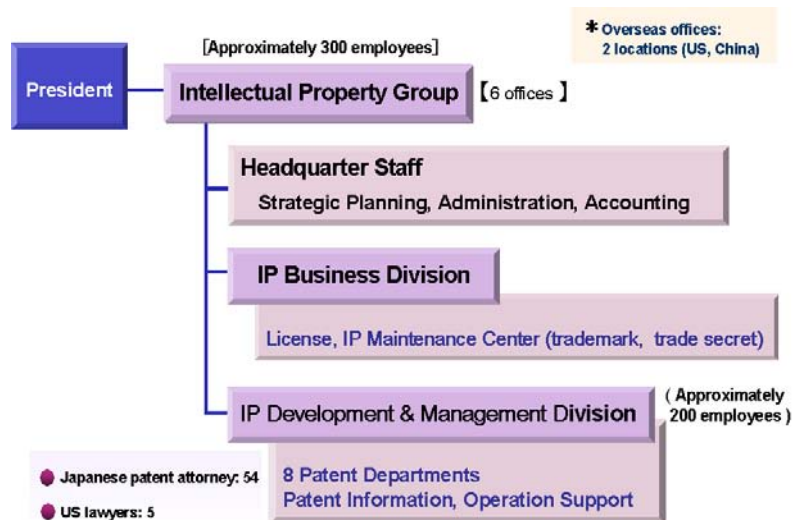 * Overseas offices:
2 locations (US, China)
[Approximately 300 employees]
President
Intellectual Property Group
【6 offices 】
Headquarter Staff
Strategic Planning, Administration, Accounting
IP Business Division
License, IP Maintenance Center (trademark, trade secret)
IP Development & Management Division
( Approximately
200 employees )
8 Patent Departments
Patent Information, Operation Support
Japanese patent attorney: 54
US lawyers: 5